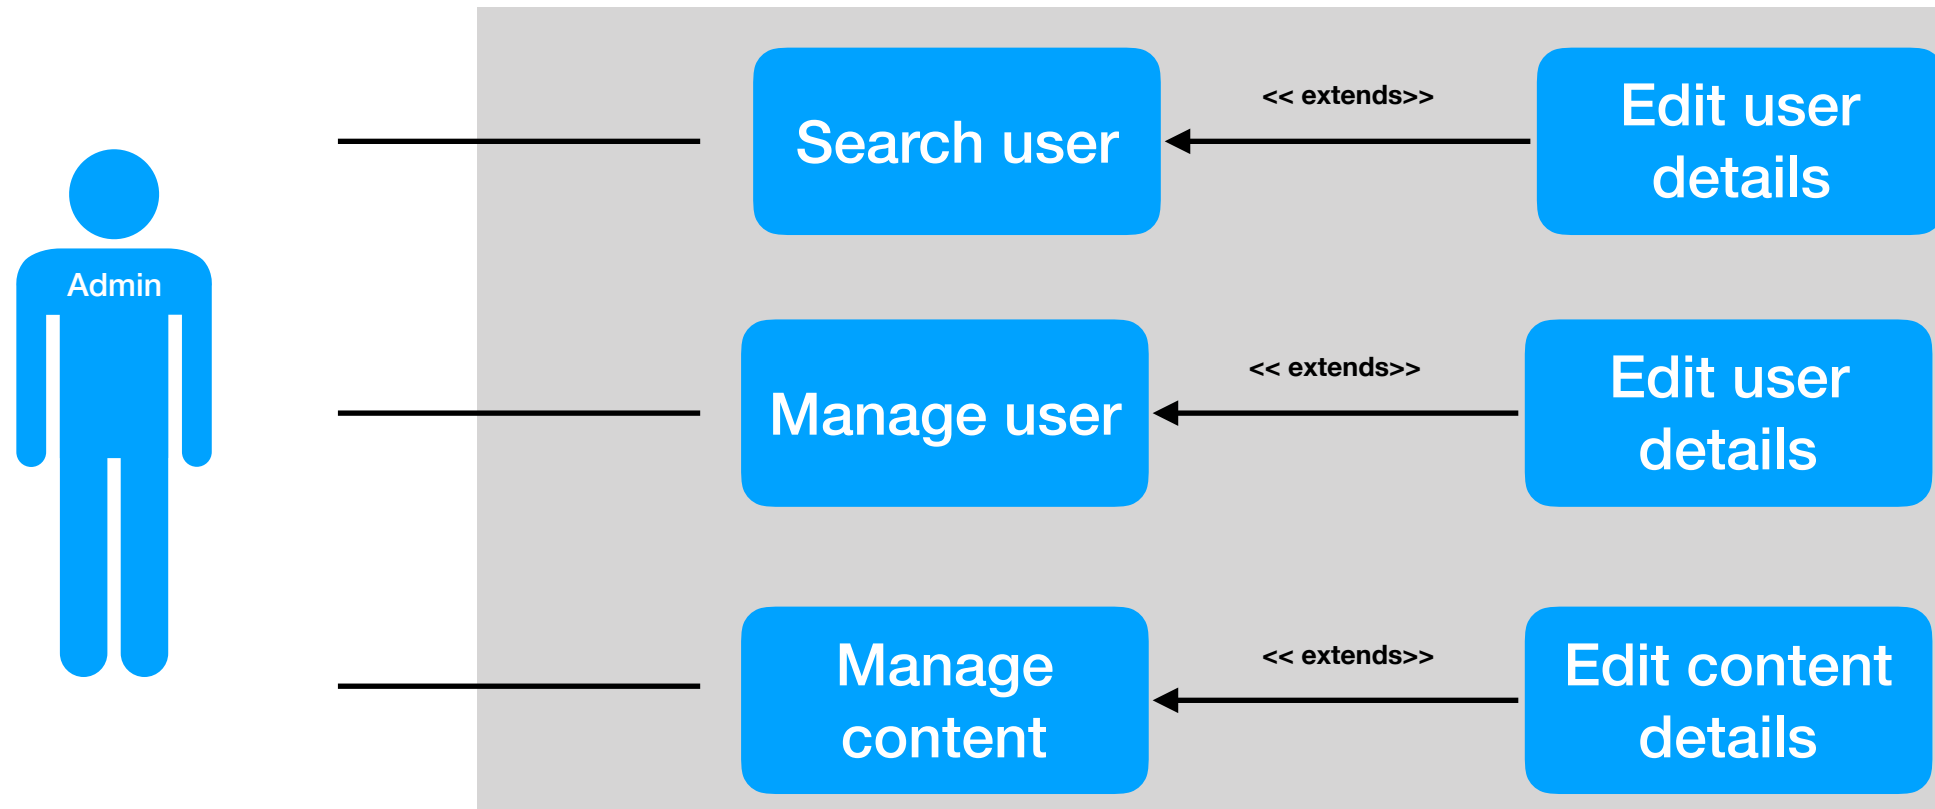 Admin
Search user
<< extends>>
Edit user
details
Manage user
<< extends>>
Edit user
details
Manage
content
<< extends>>
Edit content
details